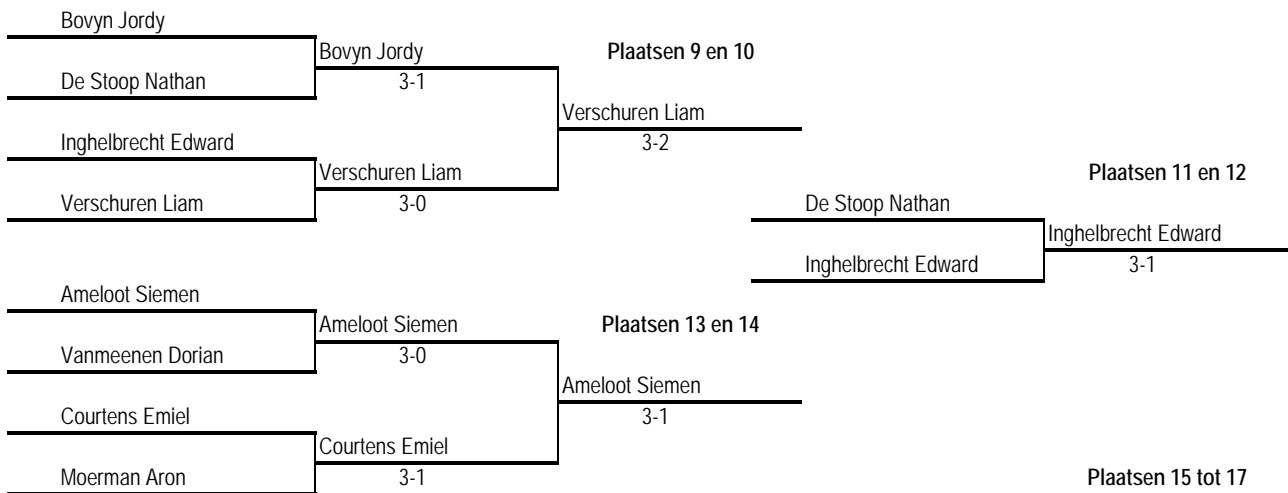 Bovyn Jordy
Bovyn Jordy
Plaatsen 9 en 10
De Stoop Nathan
3-1
Verschuren Liam
Inghelbrecht Edward
3-2
Verschuren Liam
Plaatsen 11 en 12
Verschuren Liam
3-0
De Stoop Nathan
Inghelbrecht Edward
Inghelbrecht Edward
3-1
Ameloot Siemen
Ameloot Siemen
Plaatsen 13 en 14
Vanmeenen Dorian
3-0
Ameloot Siemen
Courtens Emiel
3-1
Courtens Emiel
Moerman Aron
3-1
Plaatsen 15 tot 17